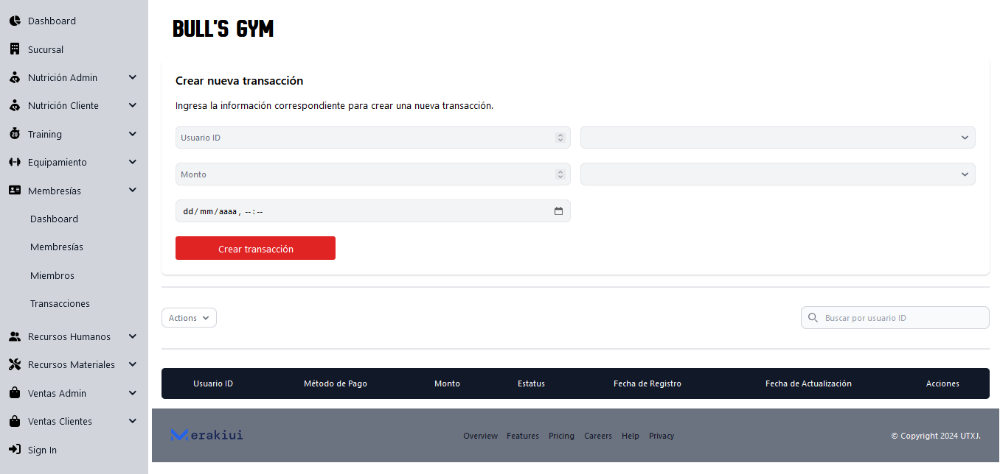 Dashboard
Sucursal
Nutrición Admin
Nutrición Cliente
20
Training
Equipamiento
Membresías
Dashboard
Membresías
Miembros
Transacciones
Recursos Humanos
Recursos Materiales
Ventas Admin
Ventas Clientes
Sign In
BULL'S GYM
Crear nueva transacción
Ingresa la información correspondiente para crear una nueva transacción.
Usuario ID
Monto
dd/mm/aaaa, --:--
Crear transacción
Actions
Buscar por usuario ID
Usuario ID Método de Pago Monto Estatus Fecha de Registro Fecha de Actualización Acciones
erakiui
Overview Features Pricing Careers Help Privacy
© Copyright 2024 UTXJ.